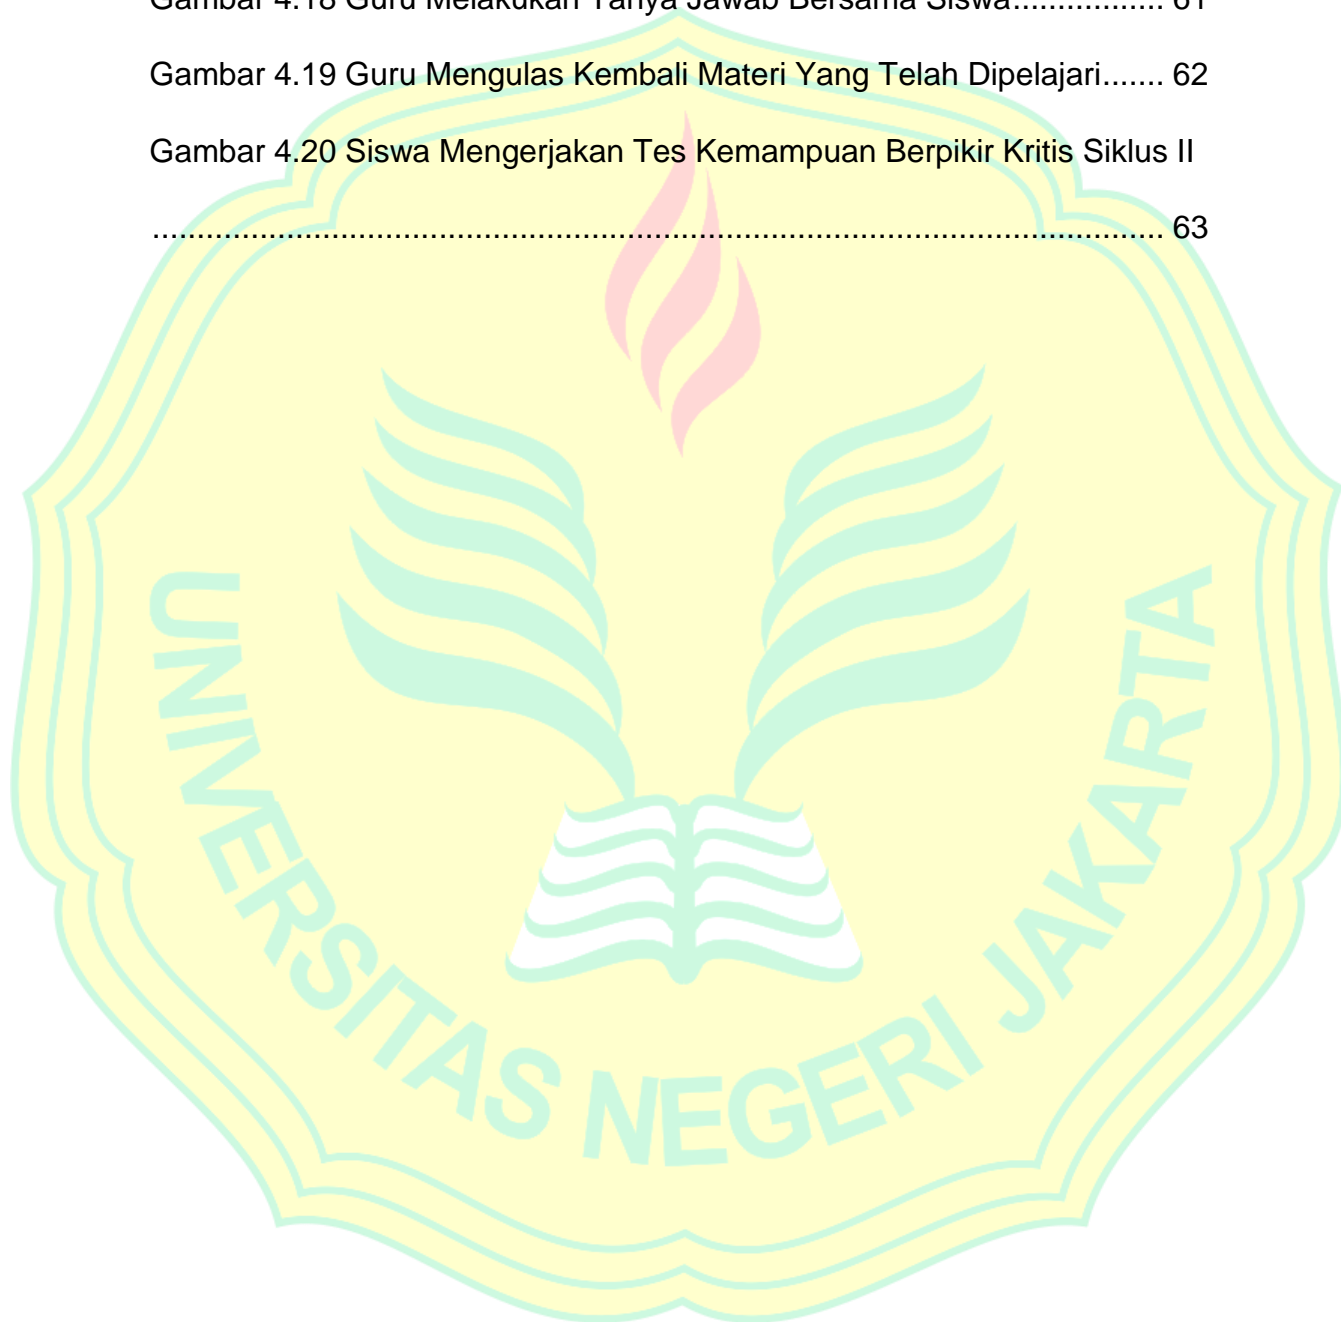 Gambar 4.18 Guru Melakukan Tanya Jawab Bersama Siswa................. 61
Gambar 4.19 Guru Mengulas Kembali Materi Yang Telah Dipelajari....... 62
Gambar 4.20 Siswa Mengerjakan Tes Kemampuan Berpikir Kritis Siklus II
................................................................................................................. 63
UNIVERSITAS NEGERI JAKARTA